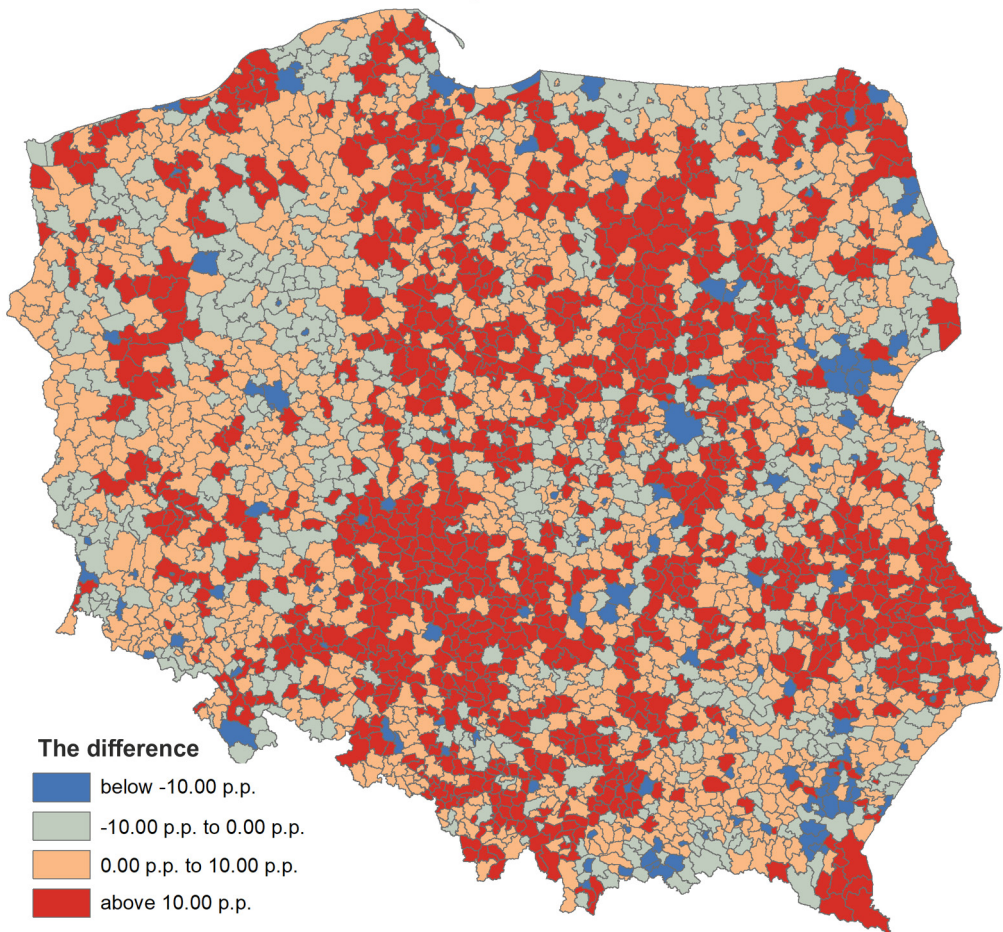 The difference
below -10.00 p.p.
-10.00 p.p. to 0.00 p.p.
0.00 p.p. to 10.00 p.p.
above 10.00 p.p.